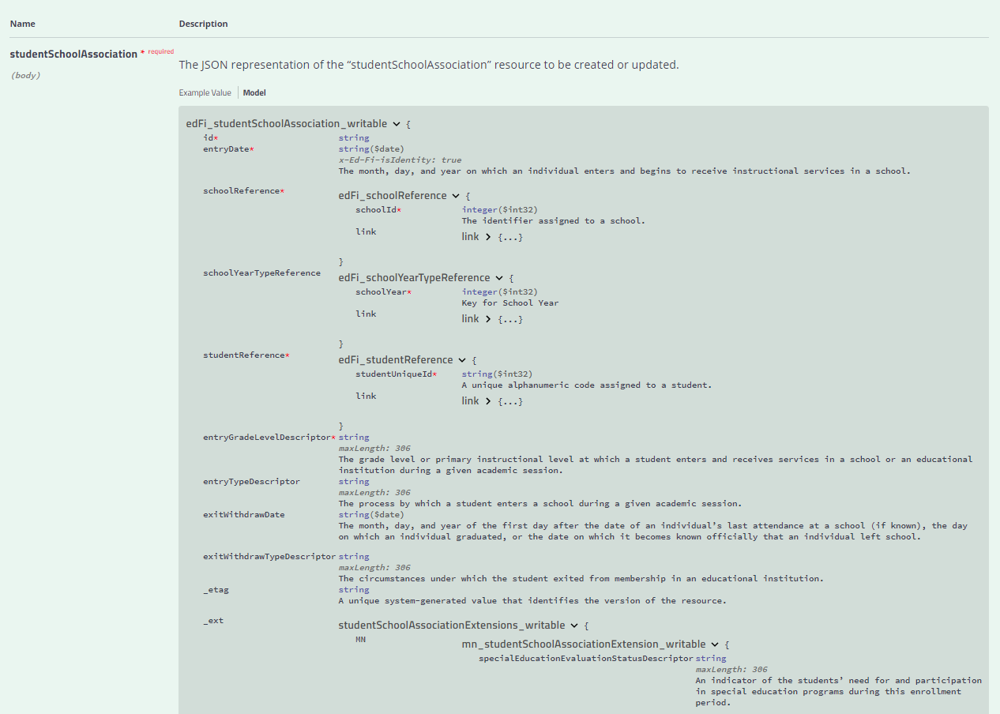 Name Description
studentSchoolAssociation * required
(body)
The JSON representation of the “studentSchoolAssociation” resource to be created or updated.
Example Value Model
edFi_studentSchoolAssociation_writable {
id* string
entryDate* string($date)
x-Ed-Fi-isIdentity: true
The month, day, and year on which an individual enters and begins to receive instructional services in a school.
schoolReference* edFi_schoolReference {
schoolId* integer($int32)
The identifier assigned to a school.
link link {...}
}
schoolYearTypeReference edFi_schoolYearTypeReference {
schoolYear* integer($int32)
Key for School Year
link link {...}
}
studentReference* edFi_studentReference {
studentUniqueId* string($int32)
A unique alphanumeric code assigned to a student.
link link {...}
}
entryGradeLevelDescriptor* string
maxLength: 306
The grade level or primary instructional level at which a student enters and receives services in a school or an educational
institution during a given academic session.
entryTypeDescriptor string
maxLength: 306
The process by which a student enters a school during a given academic session.
exitWithdrawDate string($date)
The month, day, and year of the first day after the date of an individual’s last attendance at a school (if known), the day
on which an individual graduated, or the date on which it becomes known officially that an individual left school.
exitWithdrawTypeDescriptor string
maxLength: 306
The circumstances under which the student exited from membership in an educational institution.
_etag string
A unique system-generated value that identifies the version of the resource.
_ext studentSchoolAssociationExtensions_writable {
MN mn_studentSchoolAssociationExtension_writable {
specialEducationEvaluationStatusDescriptor string
maxLength: 306
An indicator of the students’ need for and participation
in special education programs during this enrollment
period.